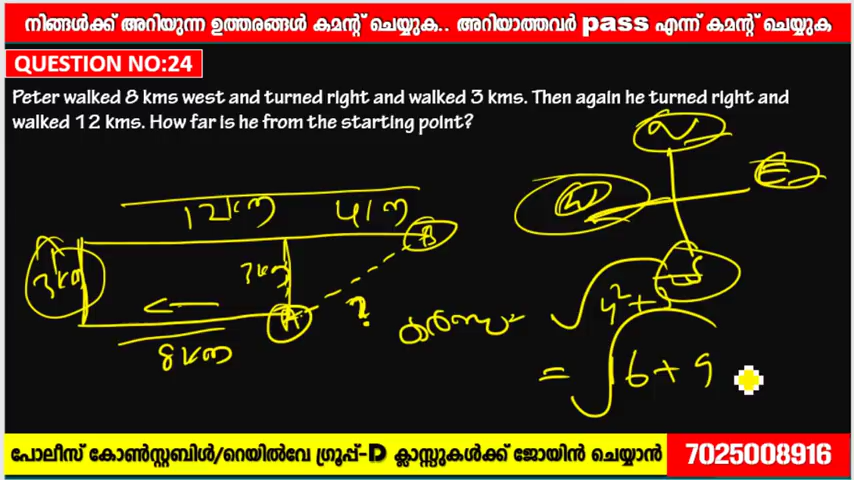 നിങ്ങൾക്ക് അറിയുന്ന ഉത്തരങ്ങൾ കമന്റ് ചെയ്യുക.. അറിയാത്തവർ pass എന്ന് കമന്റ് ചെയ്യുക
QUESTION NO:24
Peter walked 8 kms west and turned right and walked 3 kms. Then again he turned right and
walked 12 kms. How far is he from the starting point?
N
W
E
S
12km 4km
B
3km
3km
A
?
8km
കർണ്ണം = √4² +
= √16 + 9
പോലീസ് കോൺസ്റ്റബിൾ/റെയിൽവേ ഗ്രൂപ്പ്-D ക്ലാസ്സുകൾക്ക് ജോയിൻ ചെയ്യാൻ 7025008916